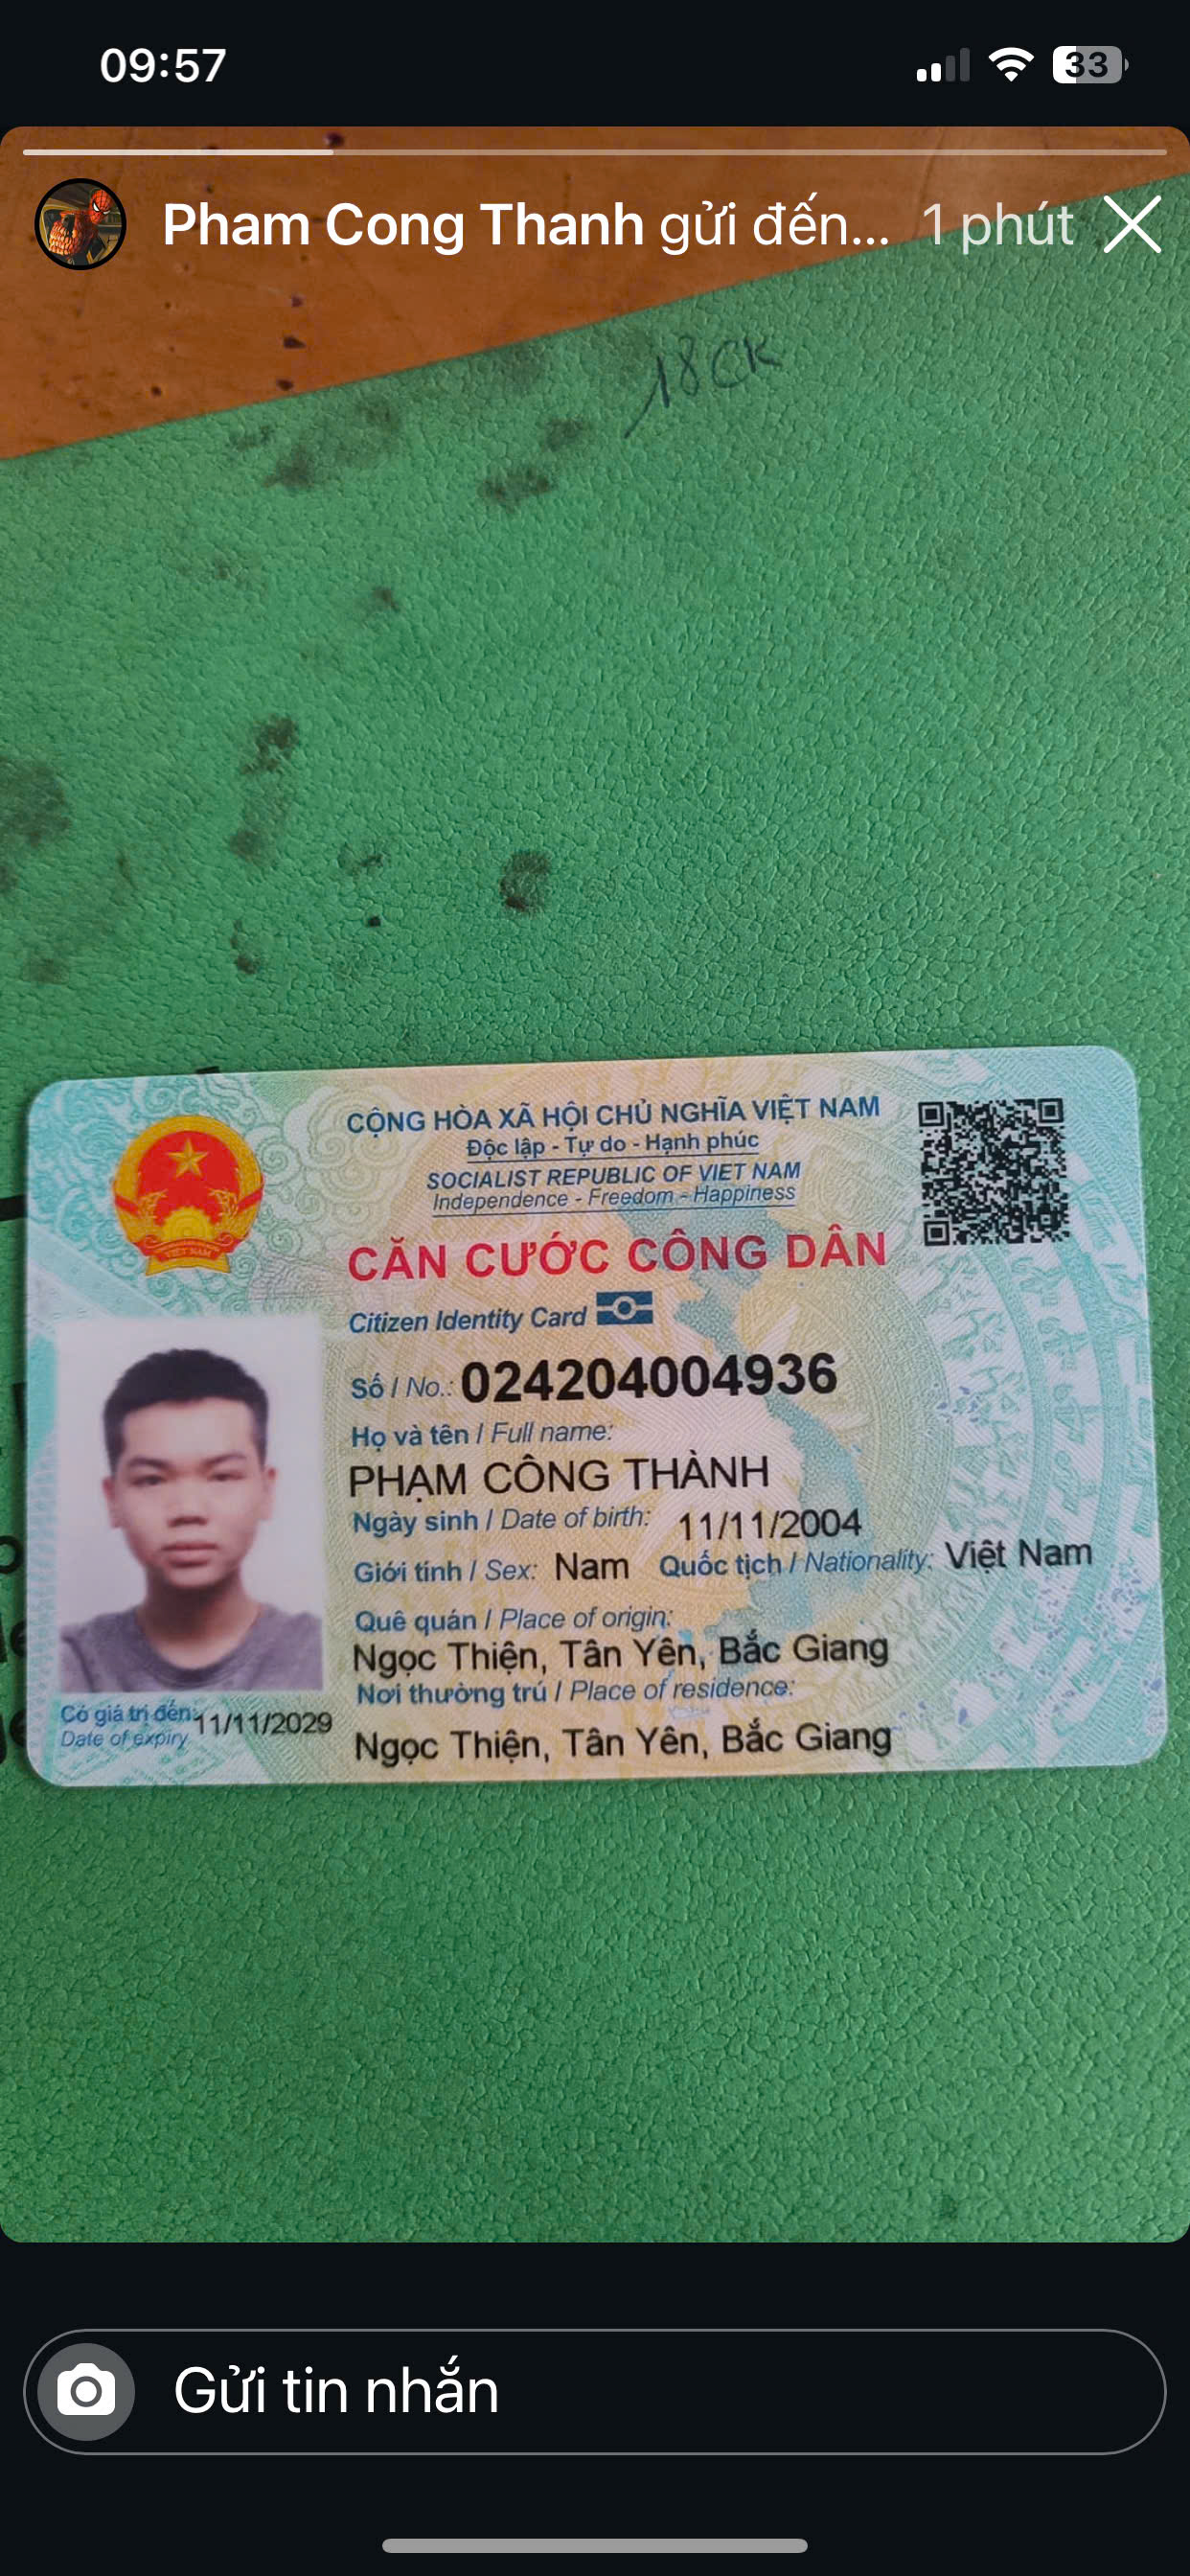 09:57
33
Pham Cong Thanh gửi đến... 1 phút
18CK
CỘNG HÒA XÃ HỘI CHỦ NGHĨA VIỆT NAM
Độc lập - Tự do - Hạnh phúc
SOCIALIST REPUBLIC OF VIET NAM
Independence - Freedom - Happiness
CĂN CƯỚC CÔNG DÂN
Citizen Identity Card
Số / No.: 024204004936
Họ và tên / Full name:
PHẠM CÔNG THÀNH
Ngày sinh / Date of birth: 11/11/2004
Giới tính / Sex: Nam Quốc tịch / Nationality: Việt Nam
Quê quán / Place of origin:
Ngọc Thiện, Tân Yên, Bắc Giang
Nơi thường trú / Place of residence:
Ngọc Thiện, Tân Yên, Bắc Giang
Có giá trị đến: 11/11/2029
Date of expiry
VIỆT NAM
Gửi tin nhắn